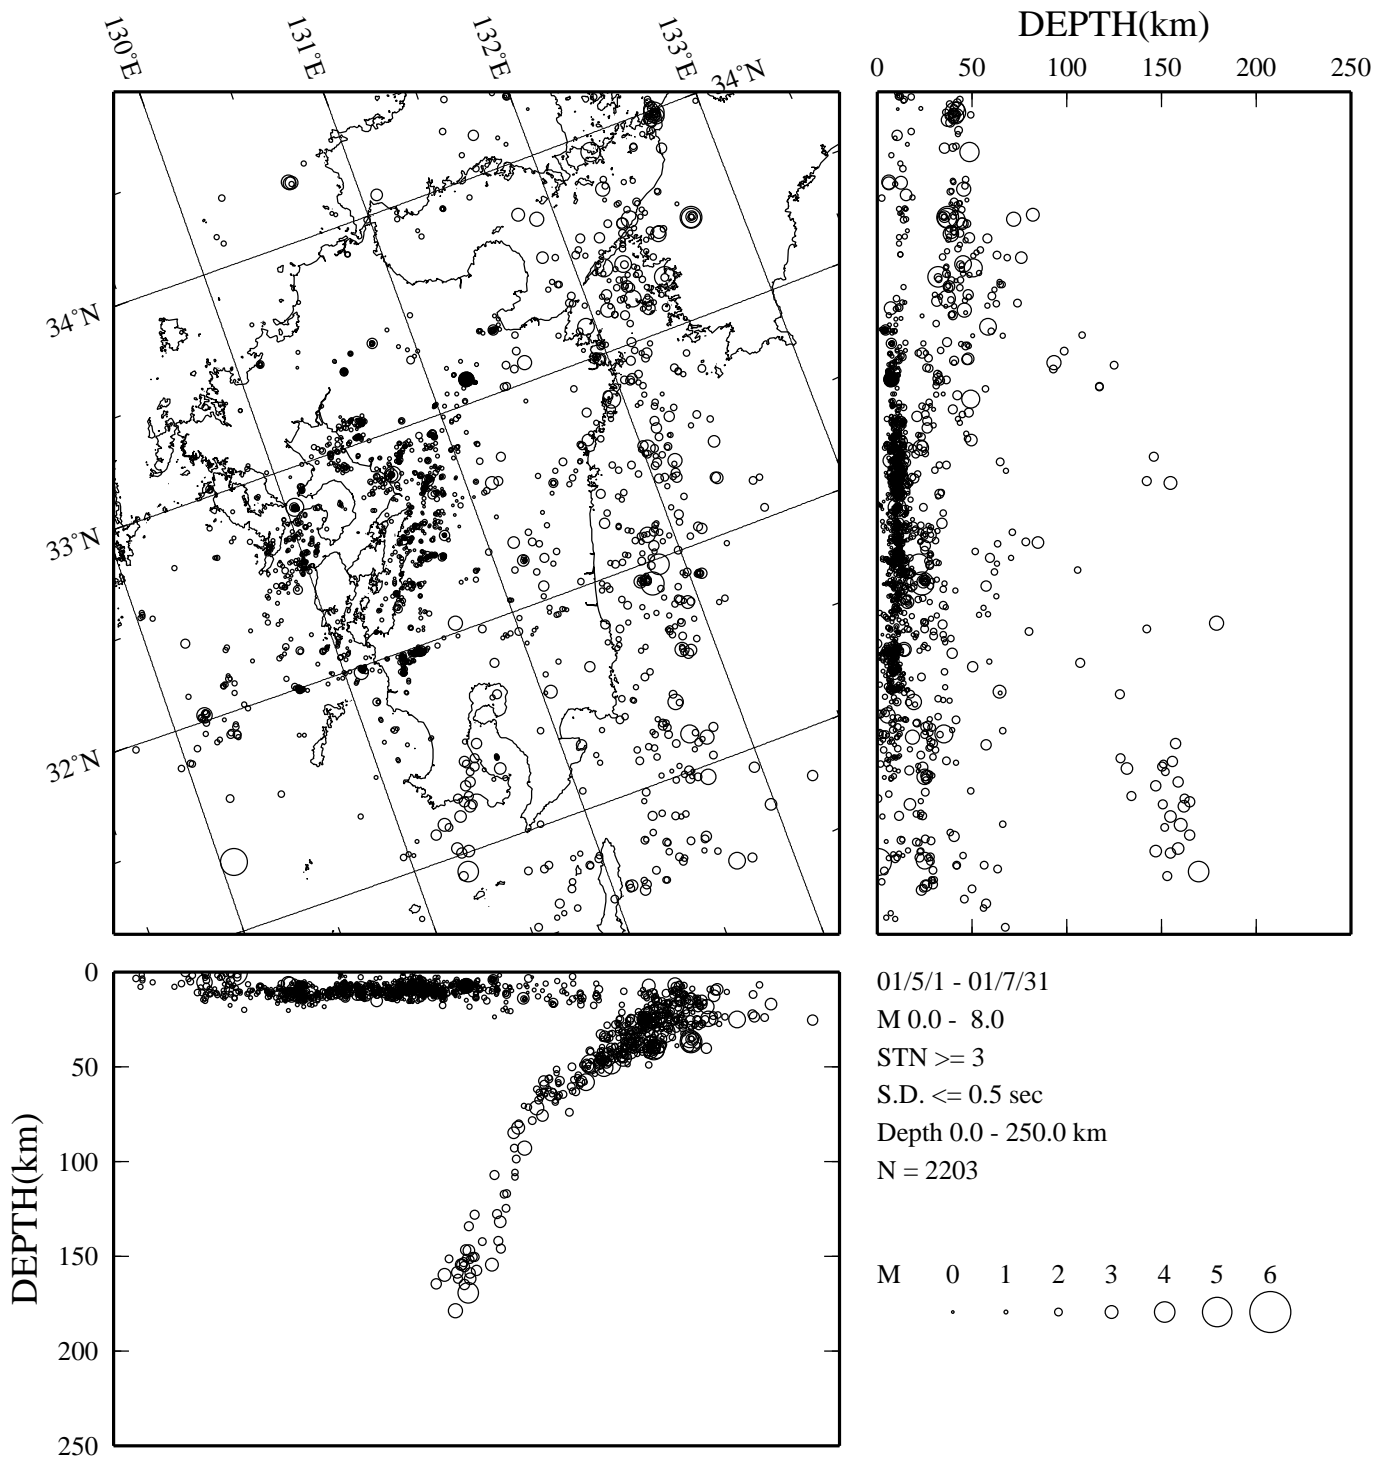 DEPTH(km)
0 50 100 150 200 250
130°E 131°E 132°E 133°E 34°N
34°N
33°N
32°N
0
50
100
150
200
250
DEPTH(km)
01/5/1 - 01/7/31
M 0.0 - 8.0
STN >= 3
S.D. <= 0.5 sec
Depth 0.0 - 250.0 km
N = 2203
M 0 1 2 3 4 5 6